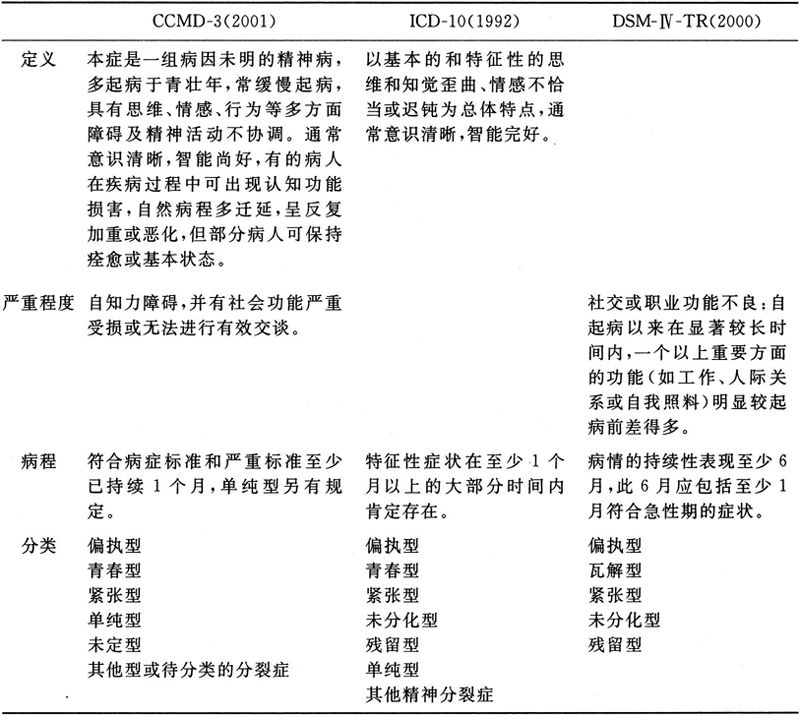 CCMD-3(2001) ICD-10(1992) DSM-Ⅳ-TR(2000)
定义
本症是一组病因未明的精神病,
多起病于青壮年,常缓慢起病,
具有思维、情感、行为等多方面
障碍及精神活动不协调。通常
意识清晰,智能尚好,有的病人
在疾病过程中可出现认知功能
损害,自然病程多迁延,呈反复
加重或恶化,但部分病人可保持
痊愈或基本状态。
以基本的和特征性的思
维和知觉歪曲、情感不恰
当或迟钝为总体特点,通
常意识清晰,智能完好。
严重程度
自知力障碍,并有社会功能严重
受损或无法进行有效交谈。
社交或职业功能不良:自
起病以来在显著较长时
间内,一个以上重要方面
的功能(如工作、人际关
系或自我照料)明显较起
病前差得多。
病程
符合病症标准和严重标准至少
已持续1个月,单纯型另有规
定。
特征性症状在至少1个
月以上的大部分时间内
肯定存在。
病情的持续性表现至少6
月,此6月应包括至少1
月符合急性期的症状。
分类
偏执型
青春型
紧张型
单纯型
未定型
其他型或待分类的分裂症
偏执型
青春型
紧张型
未分化型
残留型
单纯型
其他精神分裂症
偏执型
瓦解型
紧张型
未分化型
残留型